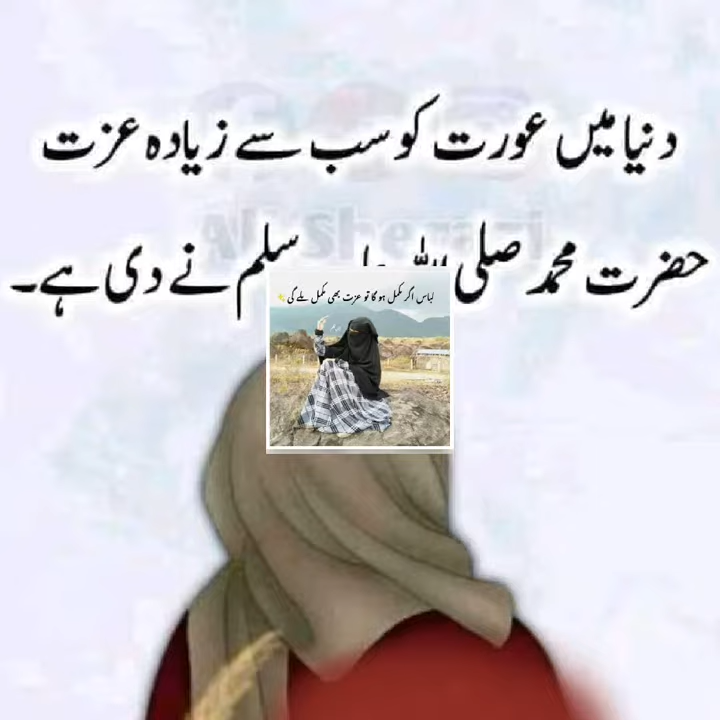 دنیا میں عورت کو سب سے زیادہ عزت
حضرت محمد صلی اللہ سلم نے دی ہے۔
لباس اگر مکمل ہو گا تو عزت بھی مکمل ملے گی